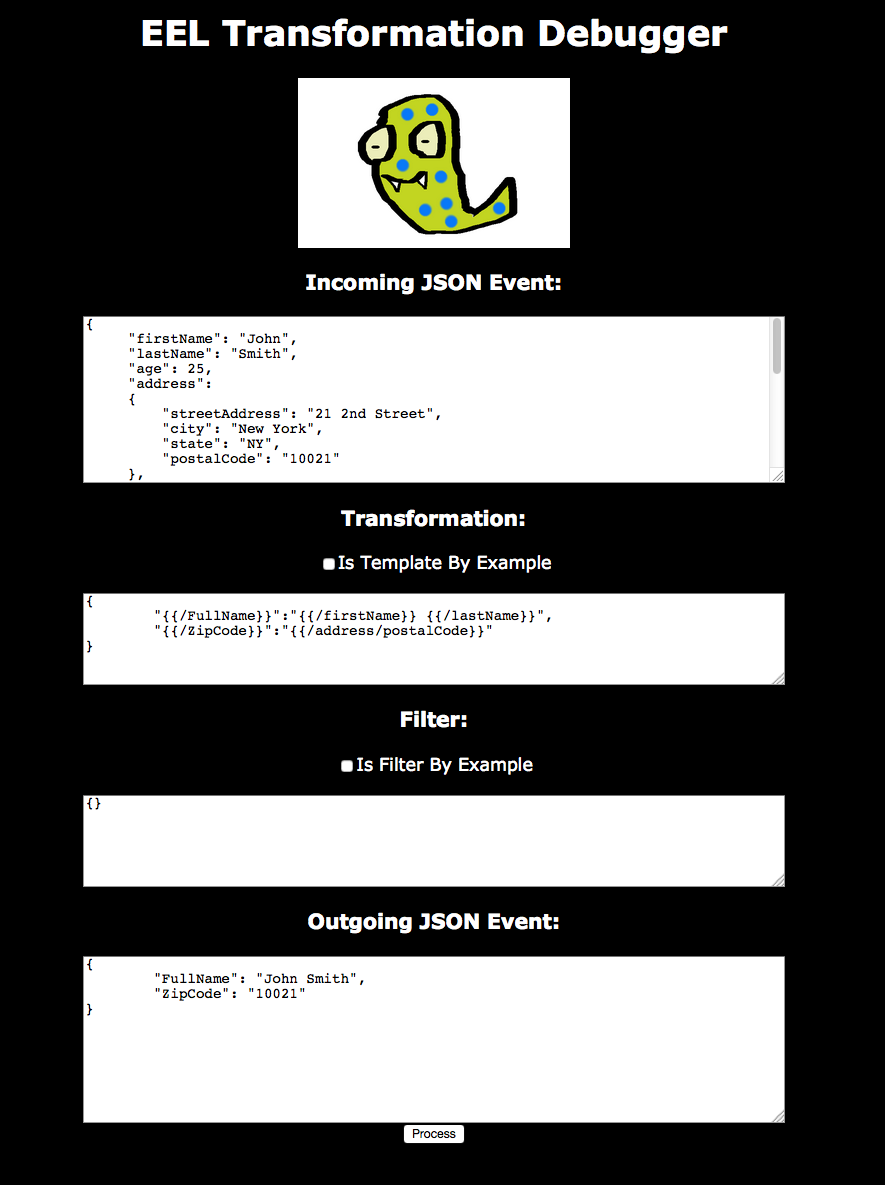 EEL Transformation Debugger
Incoming JSON Event:
{
"firstName": "John",
"lastName": "Smith",
"age": 25,
"address":
{
"streetAddress": "21 2nd Street",
"city": "New York",
"state": "NY",
"postalCode": "10021"
},
Transformation:
Is Template By Example
{
"{{/FullName}}":"{{/firstName}} {{/lastName}}",
"{{/ZipCode}}":"{{/address/postalCode}}"
}
Filter:
Is Filter By Example
{}
Outgoing JSON Event:
{
"FullName": "John Smith",
"ZipCode": "10021"
}
Process